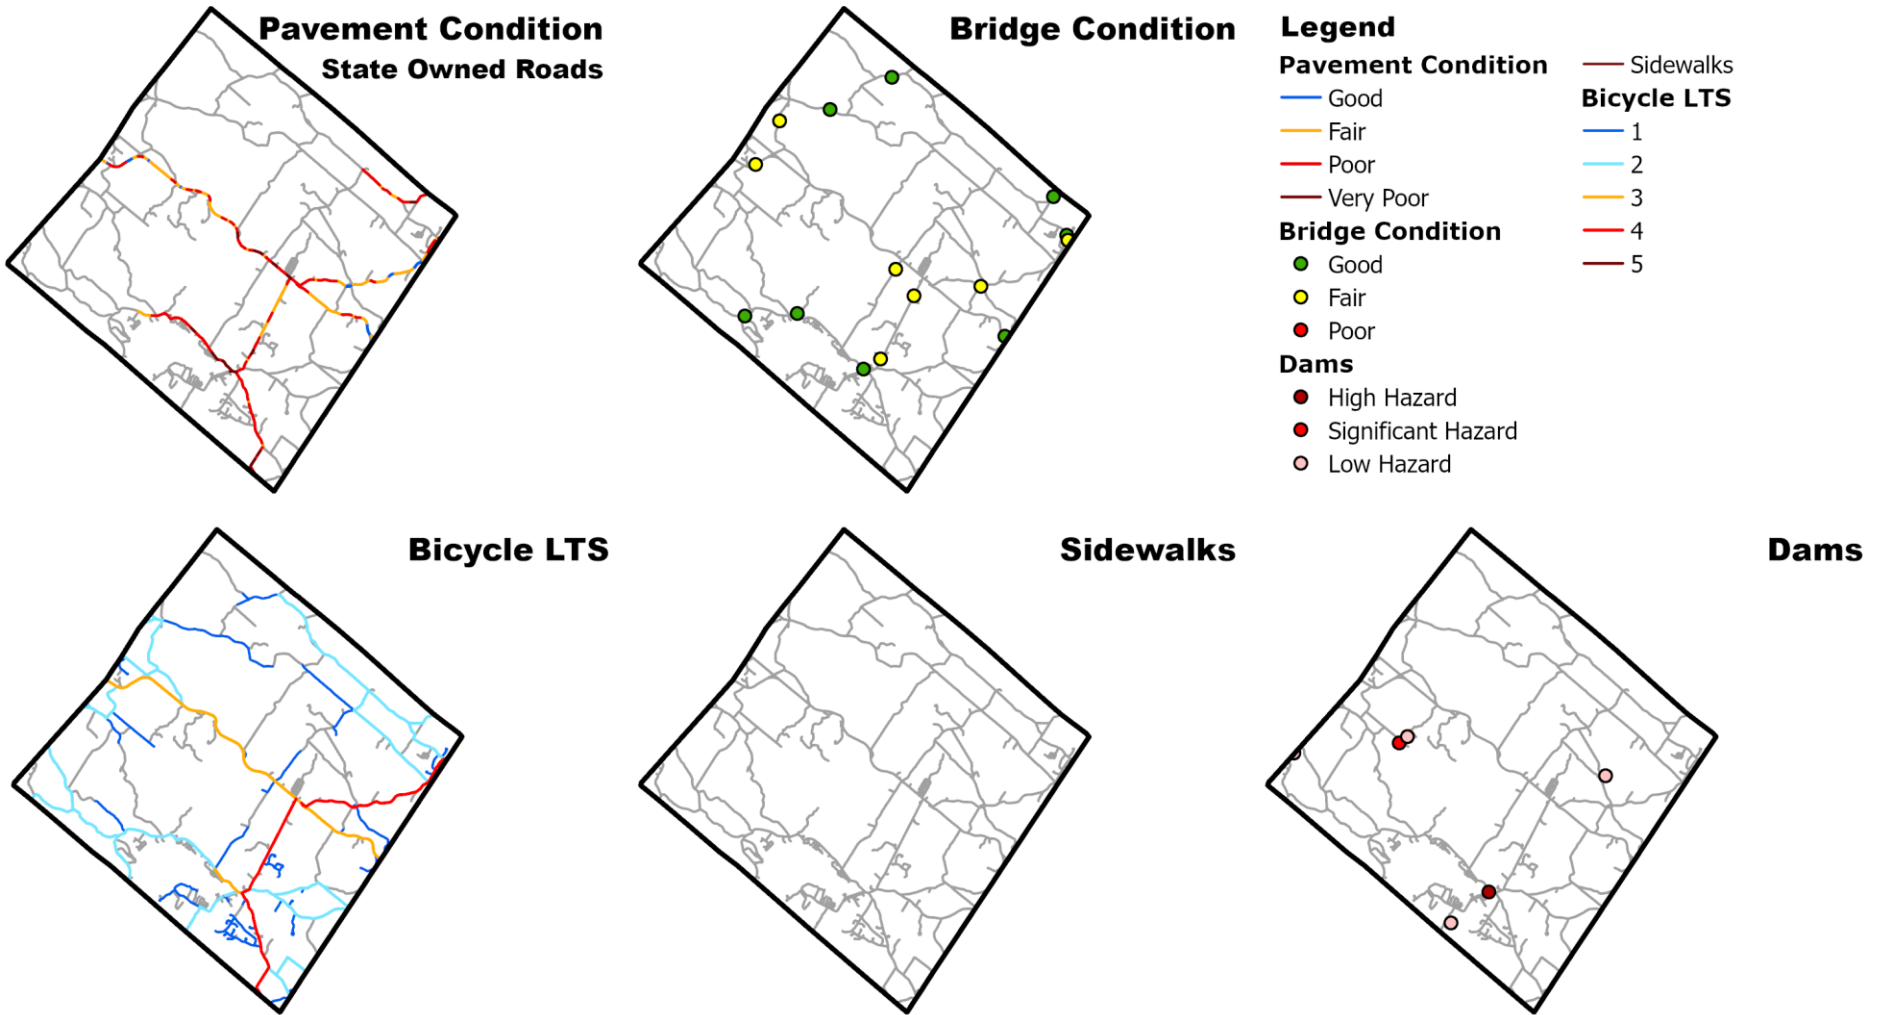 Pavement Condition
State Owned Roads
Bridge Condition
Legend
Pavement Condition
Good
Fair
Poor
Very Poor
Bridge Condition
Good
Fair
Poor
Dams
High Hazard
Significant Hazard
Low Hazard
Sidewalks
Bicycle LTS
1
2
3
4
5
Bicycle LTS
Sidewalks
Dams